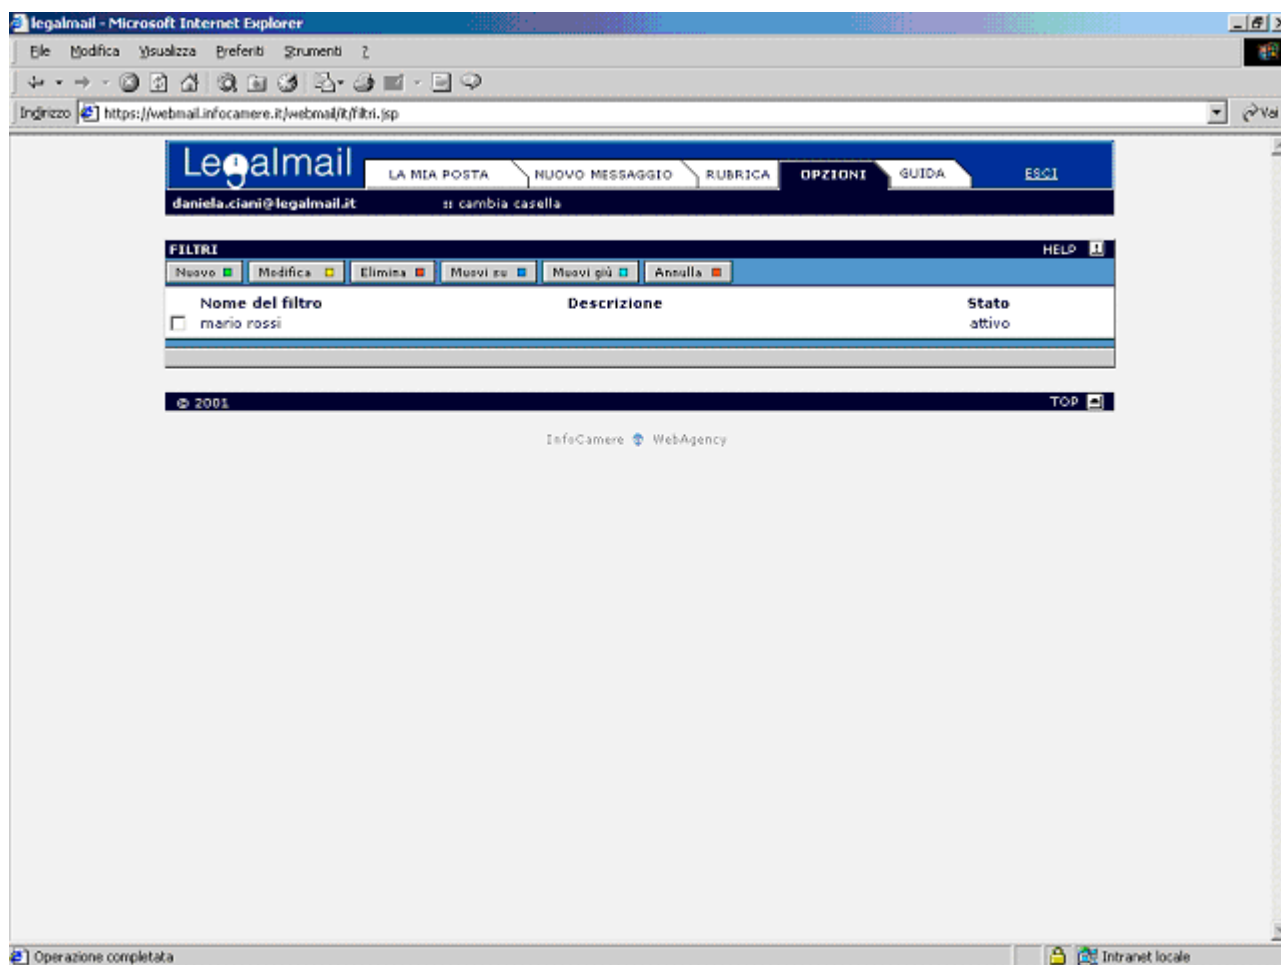 legalmail - Microsoft Internet Explorer
File Modifica Visualizza Preferiti Strumenti ?
Indirizzo https://webmail.infocamere.it/webmail/it/filtri.jsp Vai
Legalmail LA MIA POSTA NUOVO MESSAGGIO RUBRICA OPZIONI GUIDA ESCI
daniela.ciani@legalmail.it :: cambia casella
FILTRI HELP
Nuovo Modifica Elimina Muovi su Muovi giù Annulla
Nome del filtro Descrizione Stato
mario rossi attivo
© 2001 TOP
InfoCamere WebAgency
Operazione completata Intranet locale